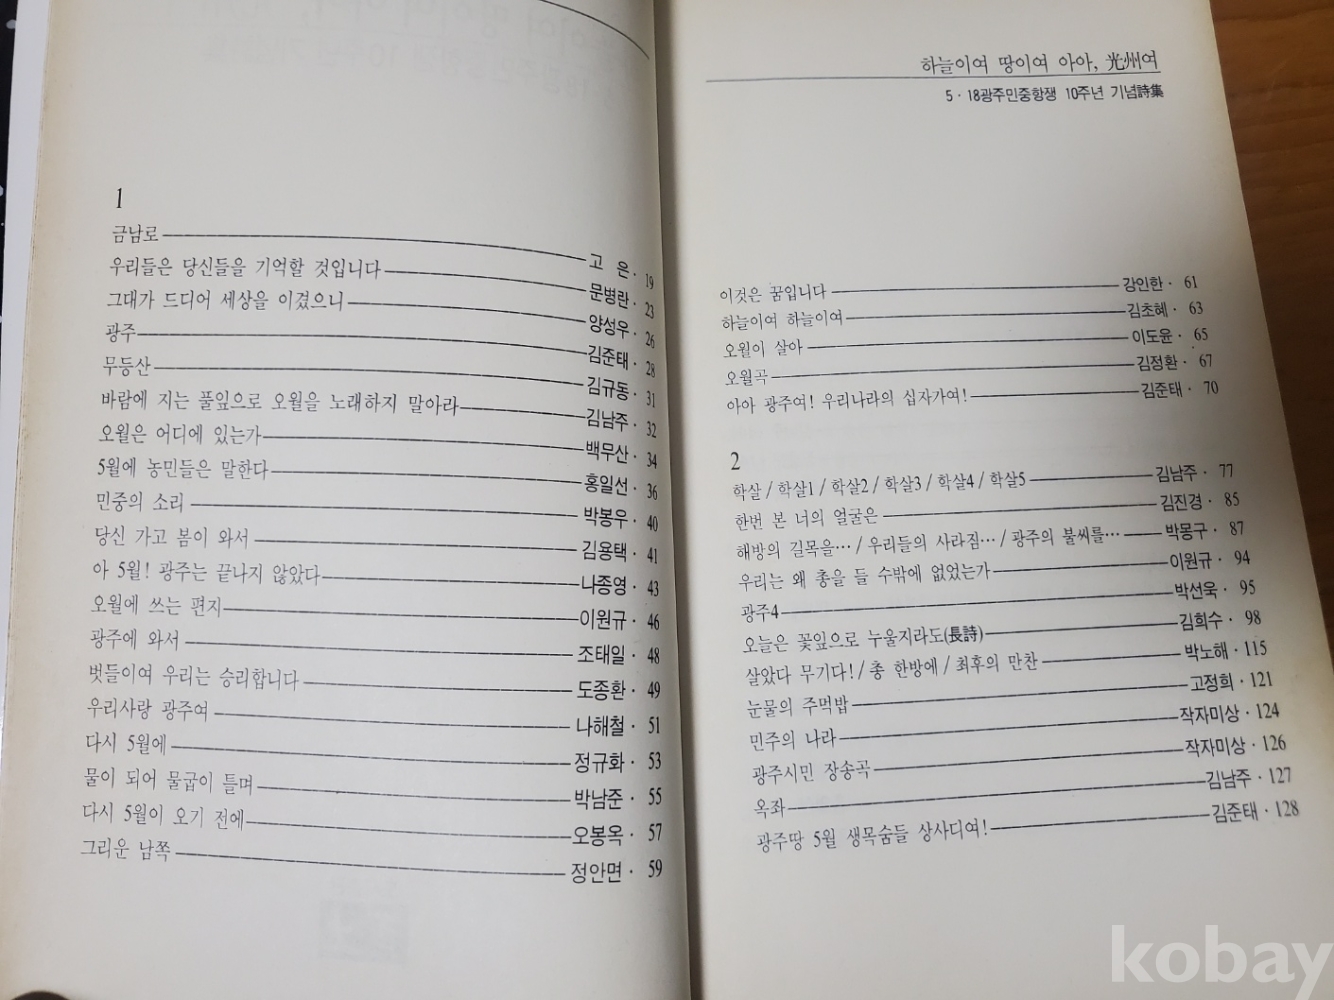 1
금남로 고 은 · 19
우리들은 당신들을 기억할 것입니다 문병란 · 23
그대가 드디어 세상을 이겼으니 양성우 · 26
광주 김준태 · 28
무등산 김규동 · 31
바람에 지는 풀잎으로 오월을 노래하지 말아라 김남주 · 32
오월은 어디에 있는가 백무산 · 34
5월에 농민들은 말한다 홍일선 · 36
민중의 소리 박봉우 · 40
당신 가고 봄이 와서 김용택 · 41
아 5월! 광주는 끝나지 않았다 나종영 · 43
오월에 쓰는 편지 이원규 · 46
광주에 와서 조태일 · 48
벗들이여 우리는 승리합니다 도종환 · 49
우리사랑 광주여 나해철 · 51
다시 5월에 정규화 · 53
물이 되어 물굽이 틀며 박남준 · 55
다시 5월이 오기 전에 오봉옥 · 57
그리운 남쪽 정안면 · 59
하늘이여 땅이여 아아, 光州여
5 · 18광주민중항쟁 10주년 기념詩集
이것은 꿈입니다 강인한 · 61
하늘이여 하늘이여 김초혜 · 63
오월이 살아 이도윤 · 65
오월곡 김정환 · 67
아아 광주여! 우리나라의 십자가여! 김준태 · 70
2
학살 / 학살1 / 학살2 / 학살3 / 학살4 / 학살5 김남주 · 77
한번 본 너의 얼굴은 김진경 · 85
해방의 길목을… / 우리들의 사라짐… / 광주의 불씨를… 박몽구 · 87
우리는 왜 총을 들 수밖에 없었는가 이원규 · 94
광주4 박선욱 · 95
오늘은 꽃잎으로 누울지라도(長詩) 김희수 · 98
살았다 무기다! / 총 한방에 / 최후의 만찬 박노해 · 115
눈물의 주먹밥 고정희 · 121
민주의 나라 작자미상 · 124
광주시민 장송곡 작자미상 · 126
옥좌 김남주 · 127
광주땅 5월 생목숨들 상사디여! 김준태 · 128
kobay